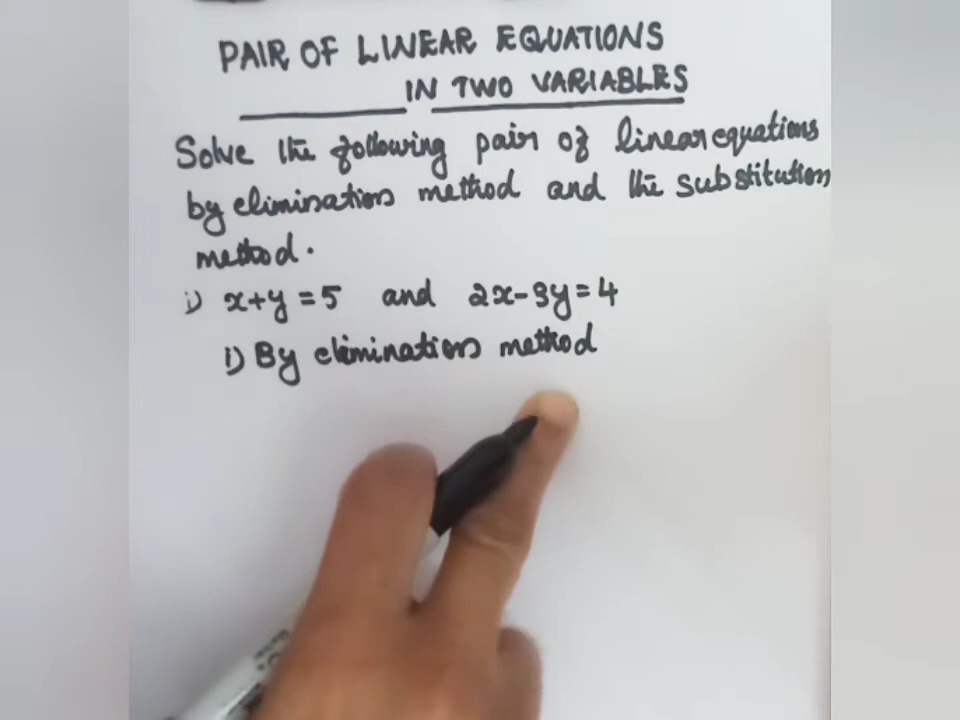 PAIR OF LINEAR EQUATIONS
IN TWO VARIABLES
Solve the following pair of linear equations
by elimination method and the substitution
method.
i) x+y=5 and 2x-3y=4
1) By elimination method